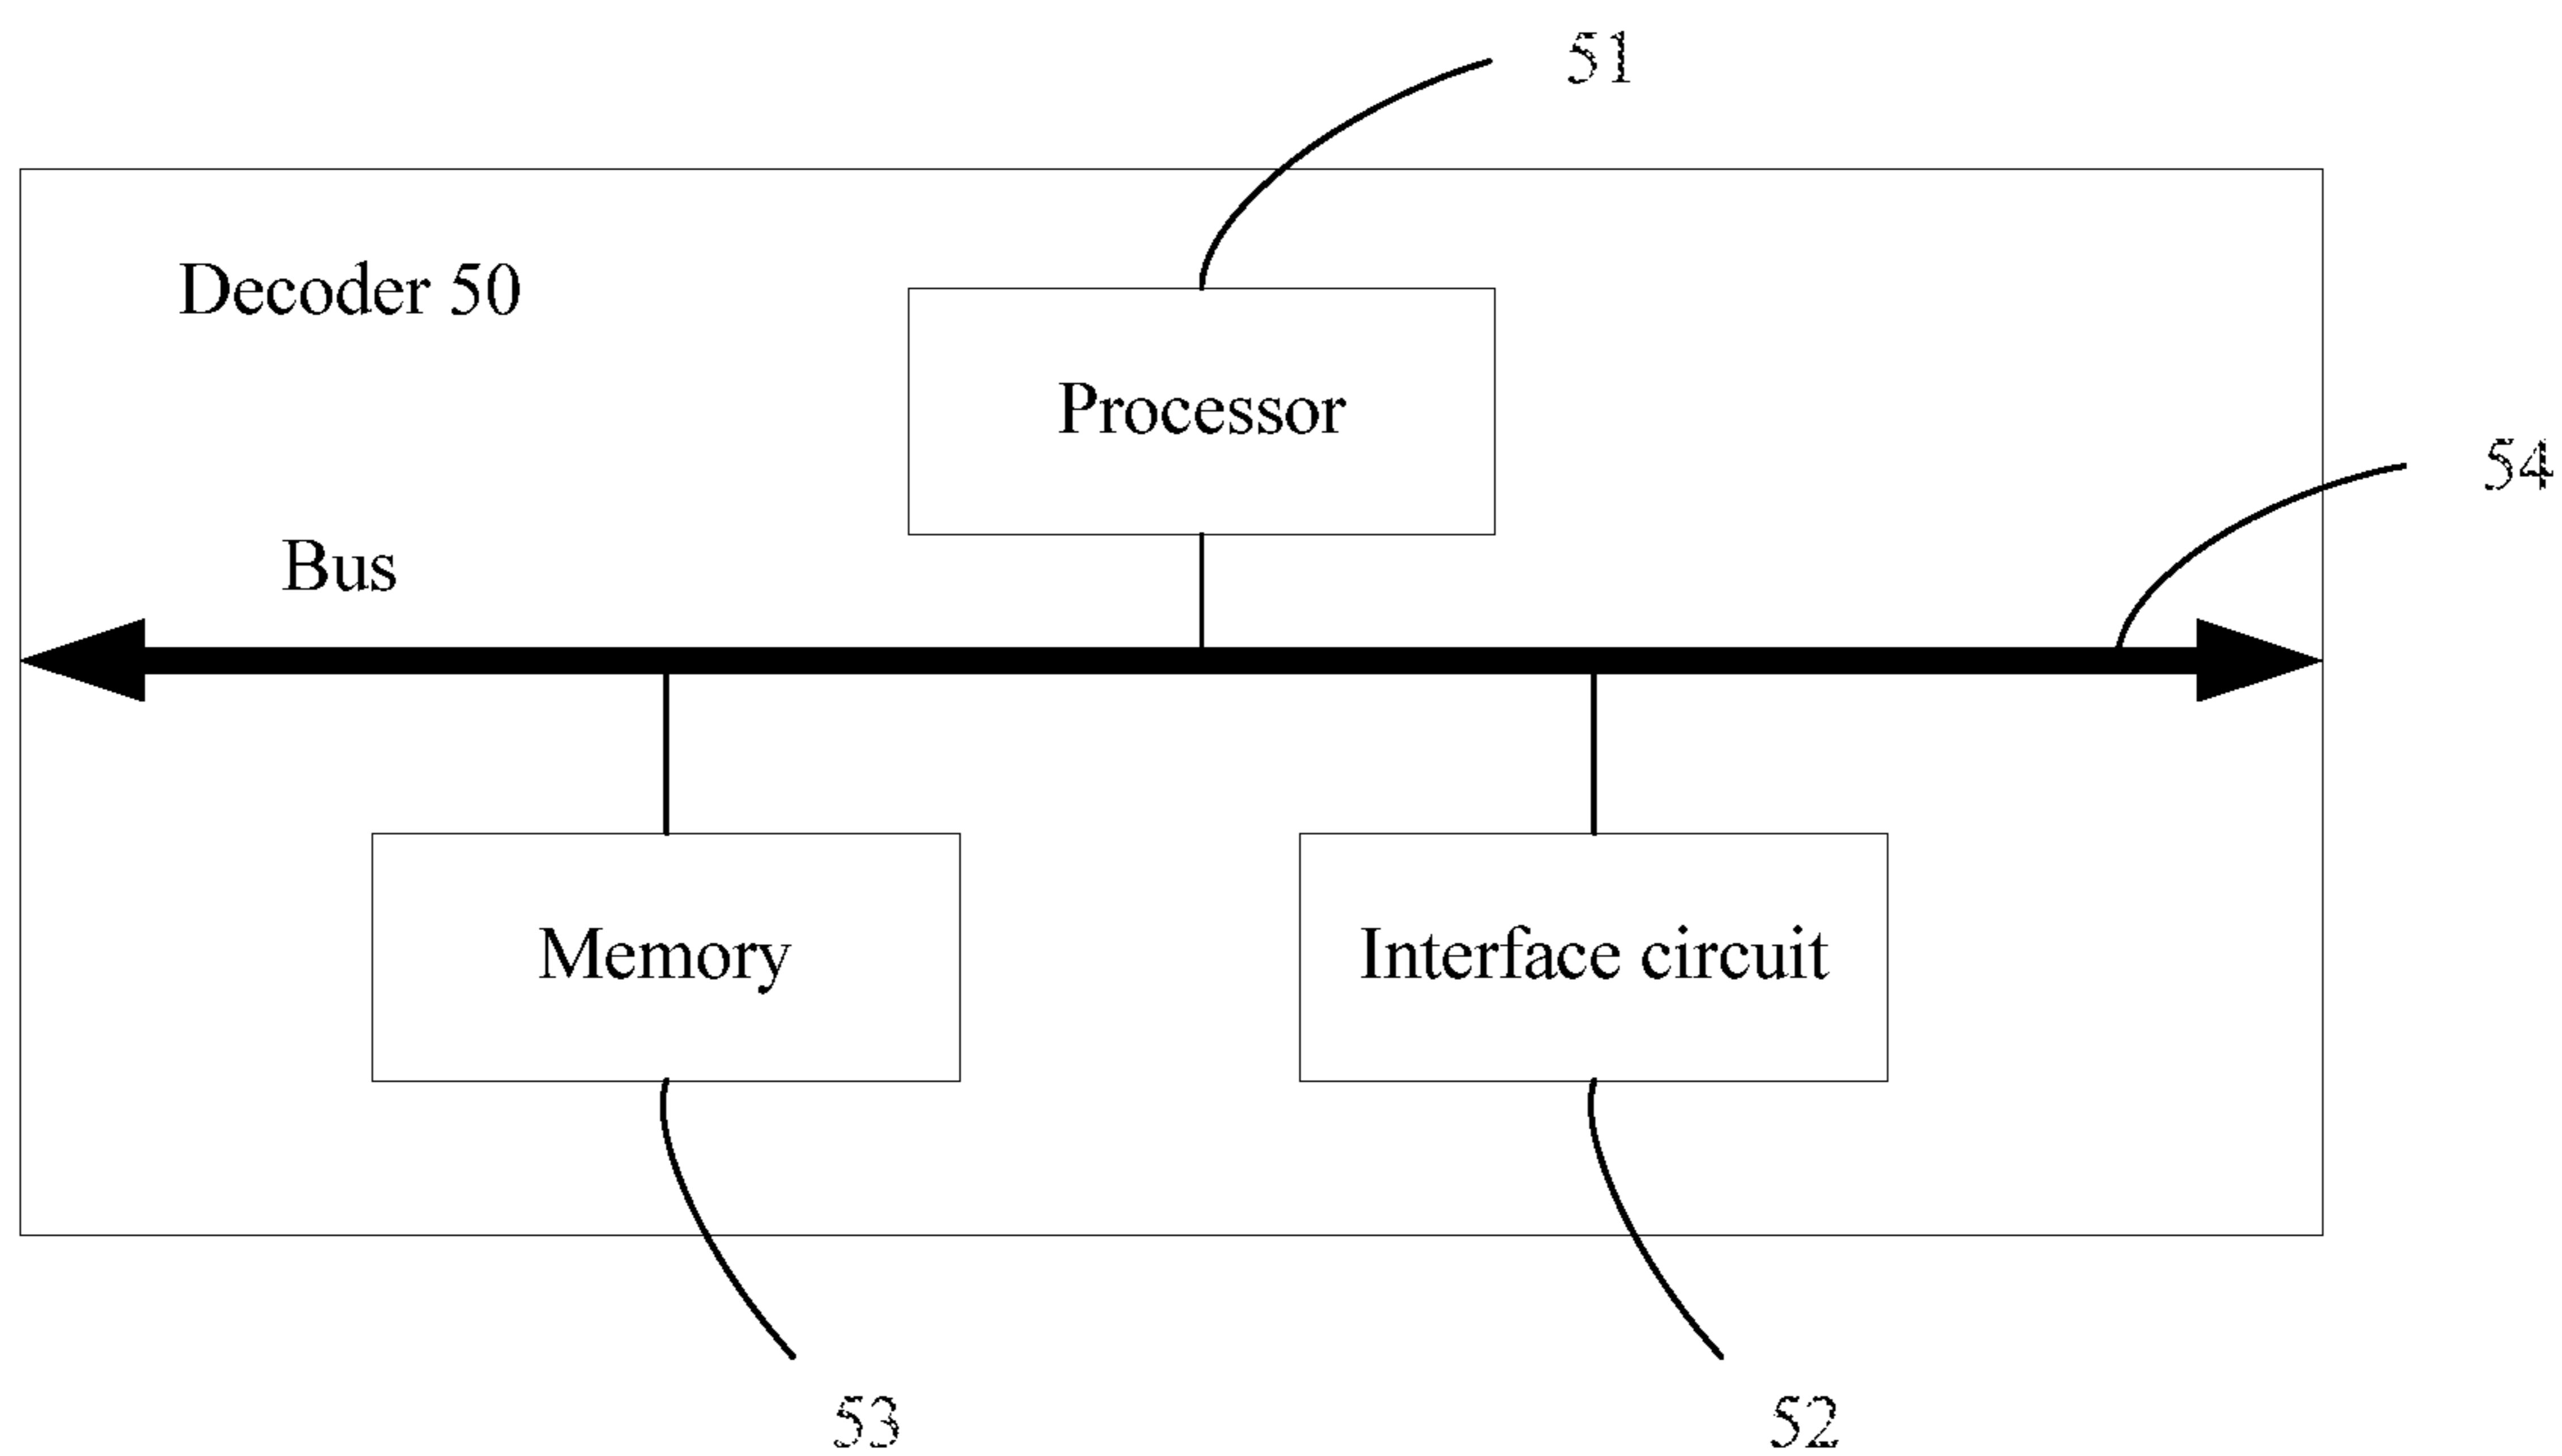 51
Decoder 50
Processor
54
Bus
Memory
Interface circuit
53
52